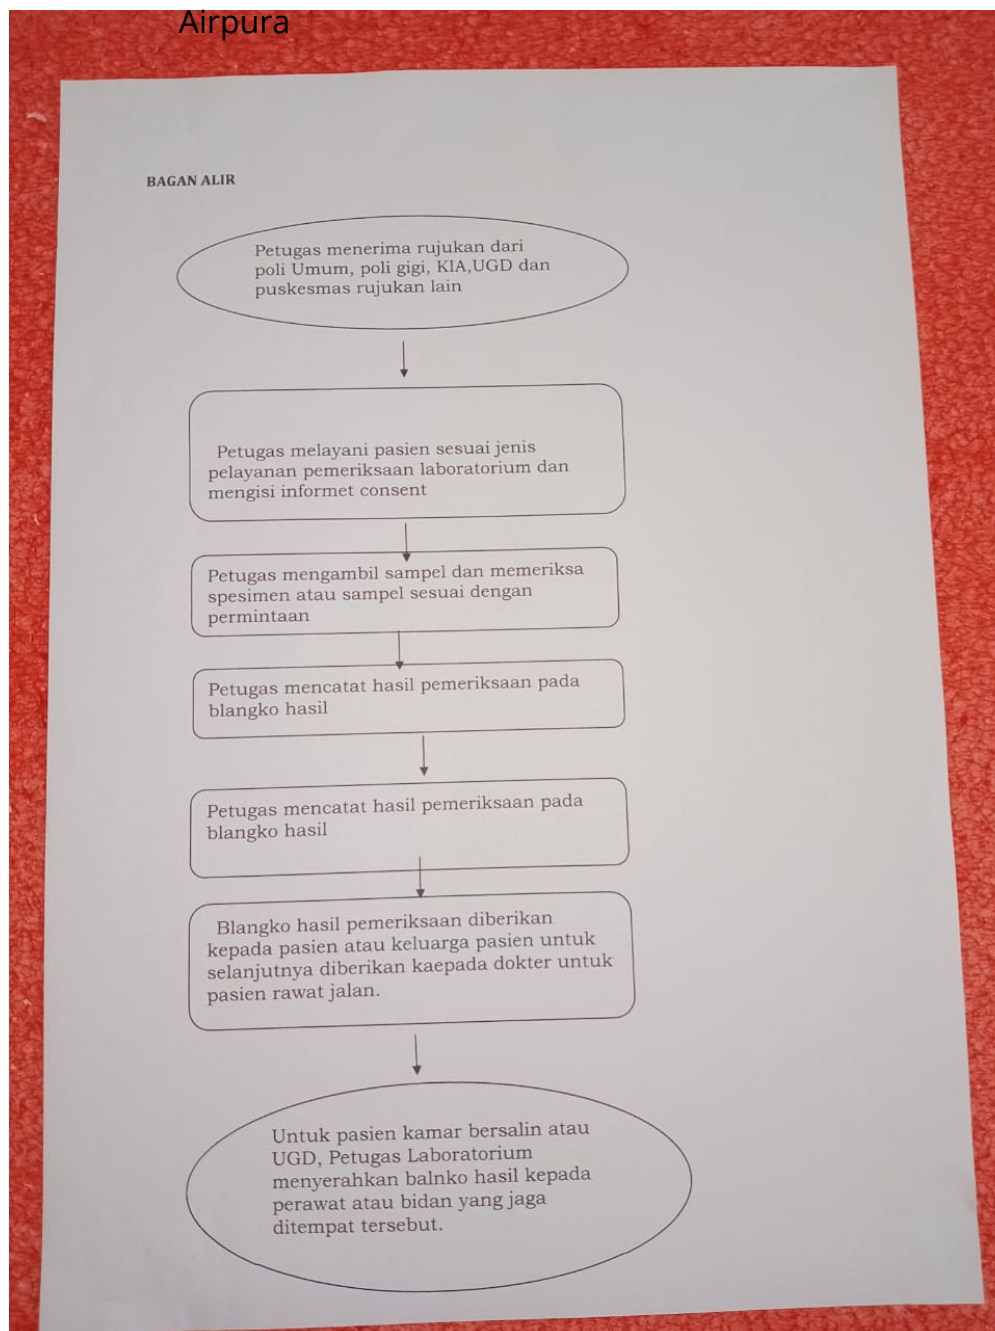 Airpura
BAGAN ALIR
Petugas menerima rujukan dari
poli Umum, poli gigi, KIA,UGD dan
puskesmas rujukan lain
Petugas melayani pasien sesuai jenis
pelayanan pemeriksaan laboratorium dan
mengisi informet consent
Petugas mengambil sampel dan memeriksa
spesimen atau sampel sesuai dengan
permintaan
Petugas mencatat hasil pemeriksaan pada
blangko hasil
Petugas mencatat hasil pemeriksaan pada
blangko hasil
Blangko hasil pemeriksaan diberikan
kepada pasien atau keluarga pasien untuk
selanjutnya diberikan kaepada dokter untuk
pasien rawat jalan.
Untuk pasien kamar bersalin atau
UGD, Petugas Laboratorium
menyerahkan balnko hasil kepada
perawat atau bidan yang jaga
ditempat tersebut.